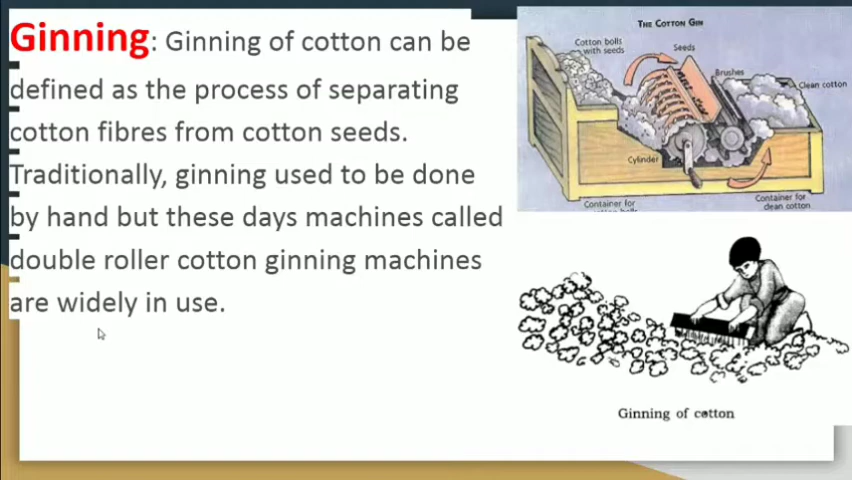 Ginning: Ginning of cotton can be
defined as the process of separating
cotton fibres from cotton seeds.
Traditionally, ginning used to be done
by hand but these days machines called
double roller cotton ginning machines
are widely in use.
THE COTTON GIN
Cotton bolls
with seeds
Seeds
Brushes
Clean cotton
Cylinder
Container for
Container for
clean cotton
Ginning of cotton